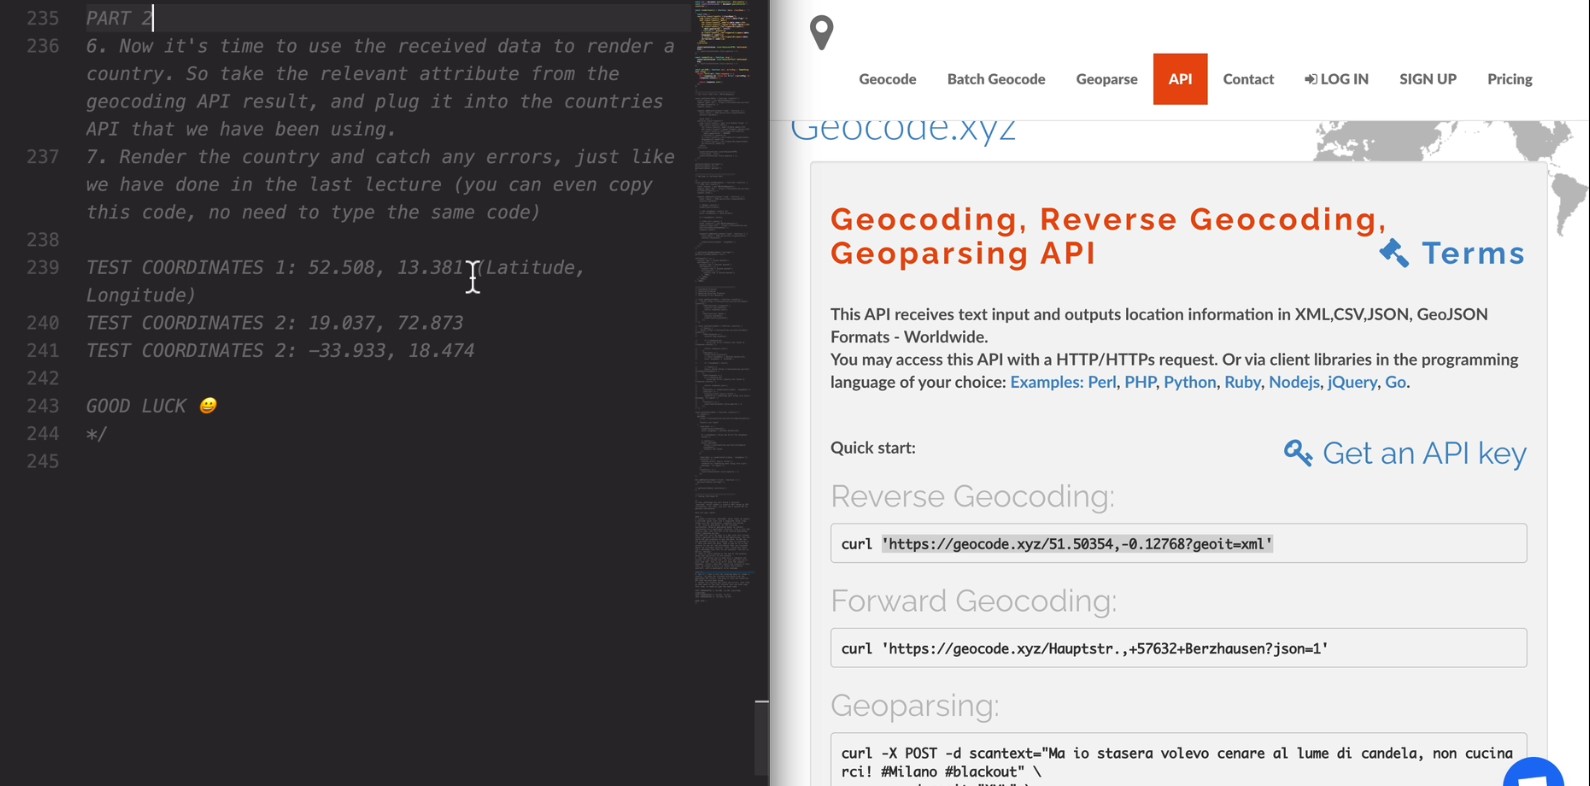 235 PART 2
236 6. Now it's time to use the received data to render a
country. So take the relevant attribute from the
geocoding API result, and plug it into the countries
API that we have been using.
237 7. Render the country and catch any errors, just like
we have done in the last lecture (you can even copy
this code, no need to type the same code)
238
239 TEST COORDINATES 1: 52.508, 13.381 (Latitude,
Longitude)
240 TEST COORDINATES 2: 19.037, 72.873
241 TEST COORDINATES 2: -33.933, 18.474
242
243 GOOD LUCK 😀
244 */
245
Geocode Batch Geocode Geoparse API Contact LOG IN SIGN UP Pricing
Geocode.xyz
Geocoding, Reverse Geocoding,
Geoparsing API
Terms
This API receives text input and outputs location information in XML,CSV,JSON, GeoJSON
Formats - Worldwide.
You may access this API with a HTTP/HTTPs request. Or via client libraries in the programming
language of your choice: Examples: Perl, PHP, Python, Ruby, Nodejs, jQuery, Go.
Quick start:
Get an API key
Reverse Geocoding:
curl 'https://geocode.xyz/51.50354,-0.12768?geoit=xml'
Forward Geocoding:
curl 'https://geocode.xyz/Hauptstr.,+57632+Berzhausen?json=1'
Geoparsing:
curl -X POST -d scantext="Ma io stasera volevo cenare al lume di candela, non cucina
rci! #Milano #blackout" \